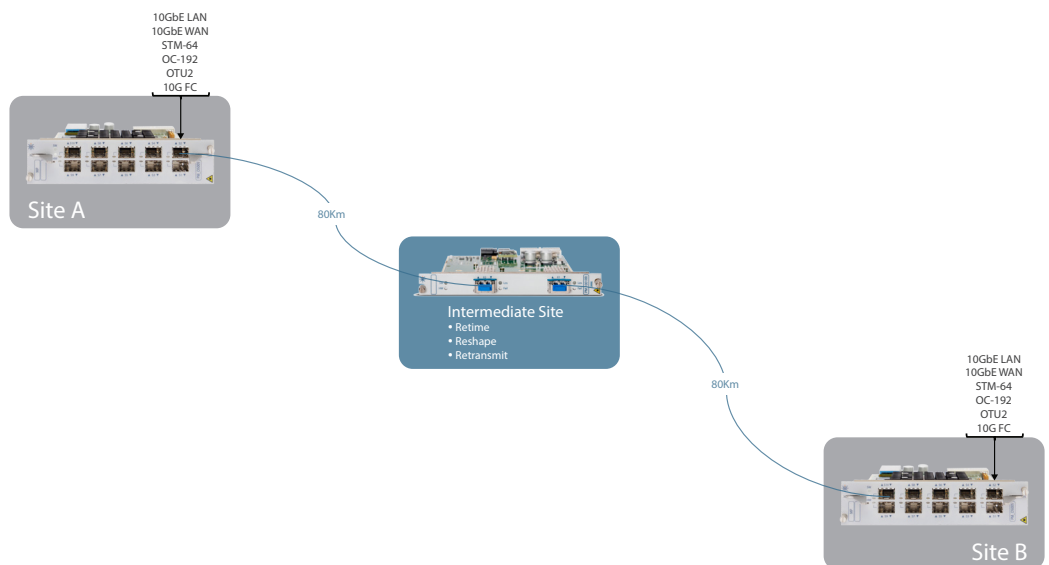 10GbE LAN
10GbE WAN
STM-64
OC-192
OTU2
10G FC
Site A
80Km
Intermediate Site
• Retime
• Reshape
• Retransmit
80Km
10GbE LAN
10GbE WAN
STM-64
OC-192
OTU2
10G FC
Site B